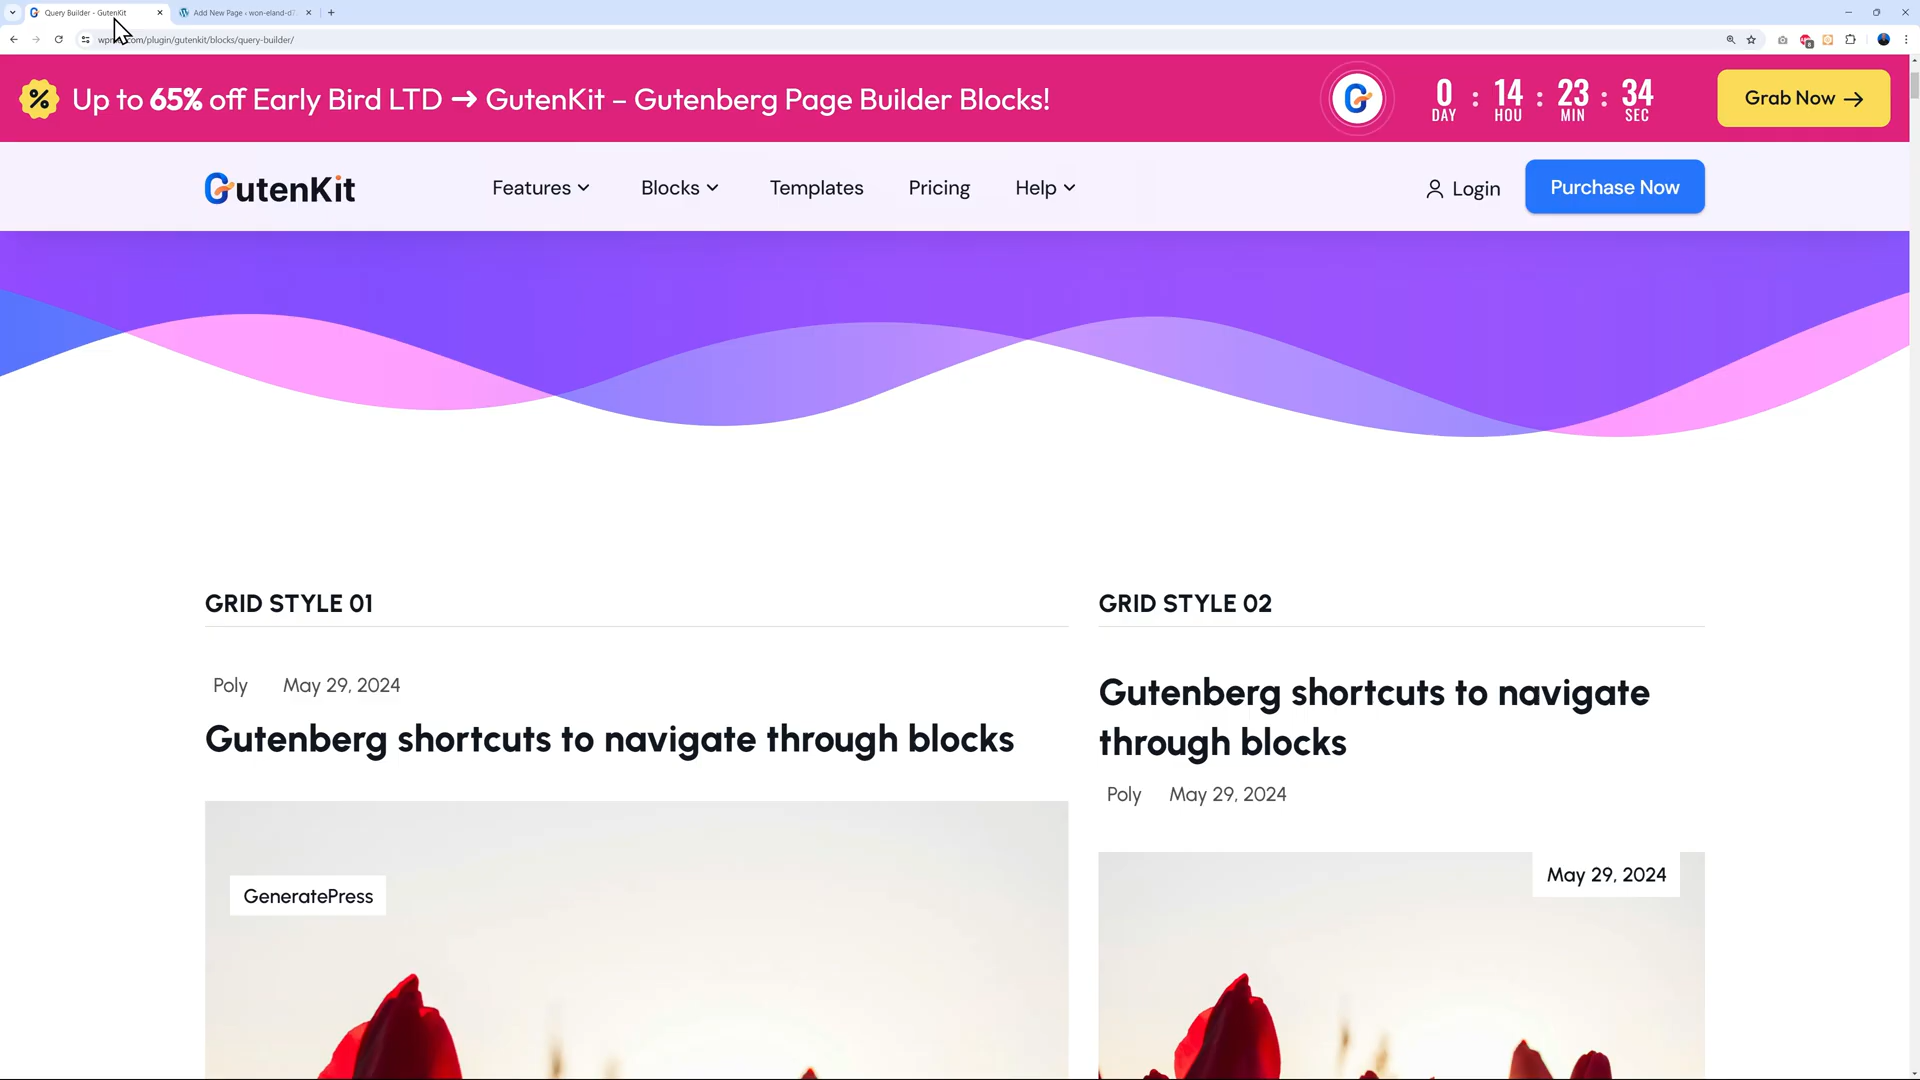 Query Builder - GutenKit
Add New Page ‹ won-eland-d7
.com/plugin/gutenkit/blocks/query-builder/
% Up to 65% off Early Bird LTD → GutenKit – Gutenberg Page Builder Blocks!
0 : 14 : 23 : 34
DAY HOU MIN SEC
Grab Now →
GutenKit
Features
Blocks
Templates
Pricing
Help
Login
Purchase Now
GRID STYLE 01
Poly May 29, 2024
Gutenberg shortcuts to navigate through blocks
GeneratePress
GRID STYLE 02
Gutenberg shortcuts to navigate
through blocks
Poly May 29, 2024
May 29, 2024